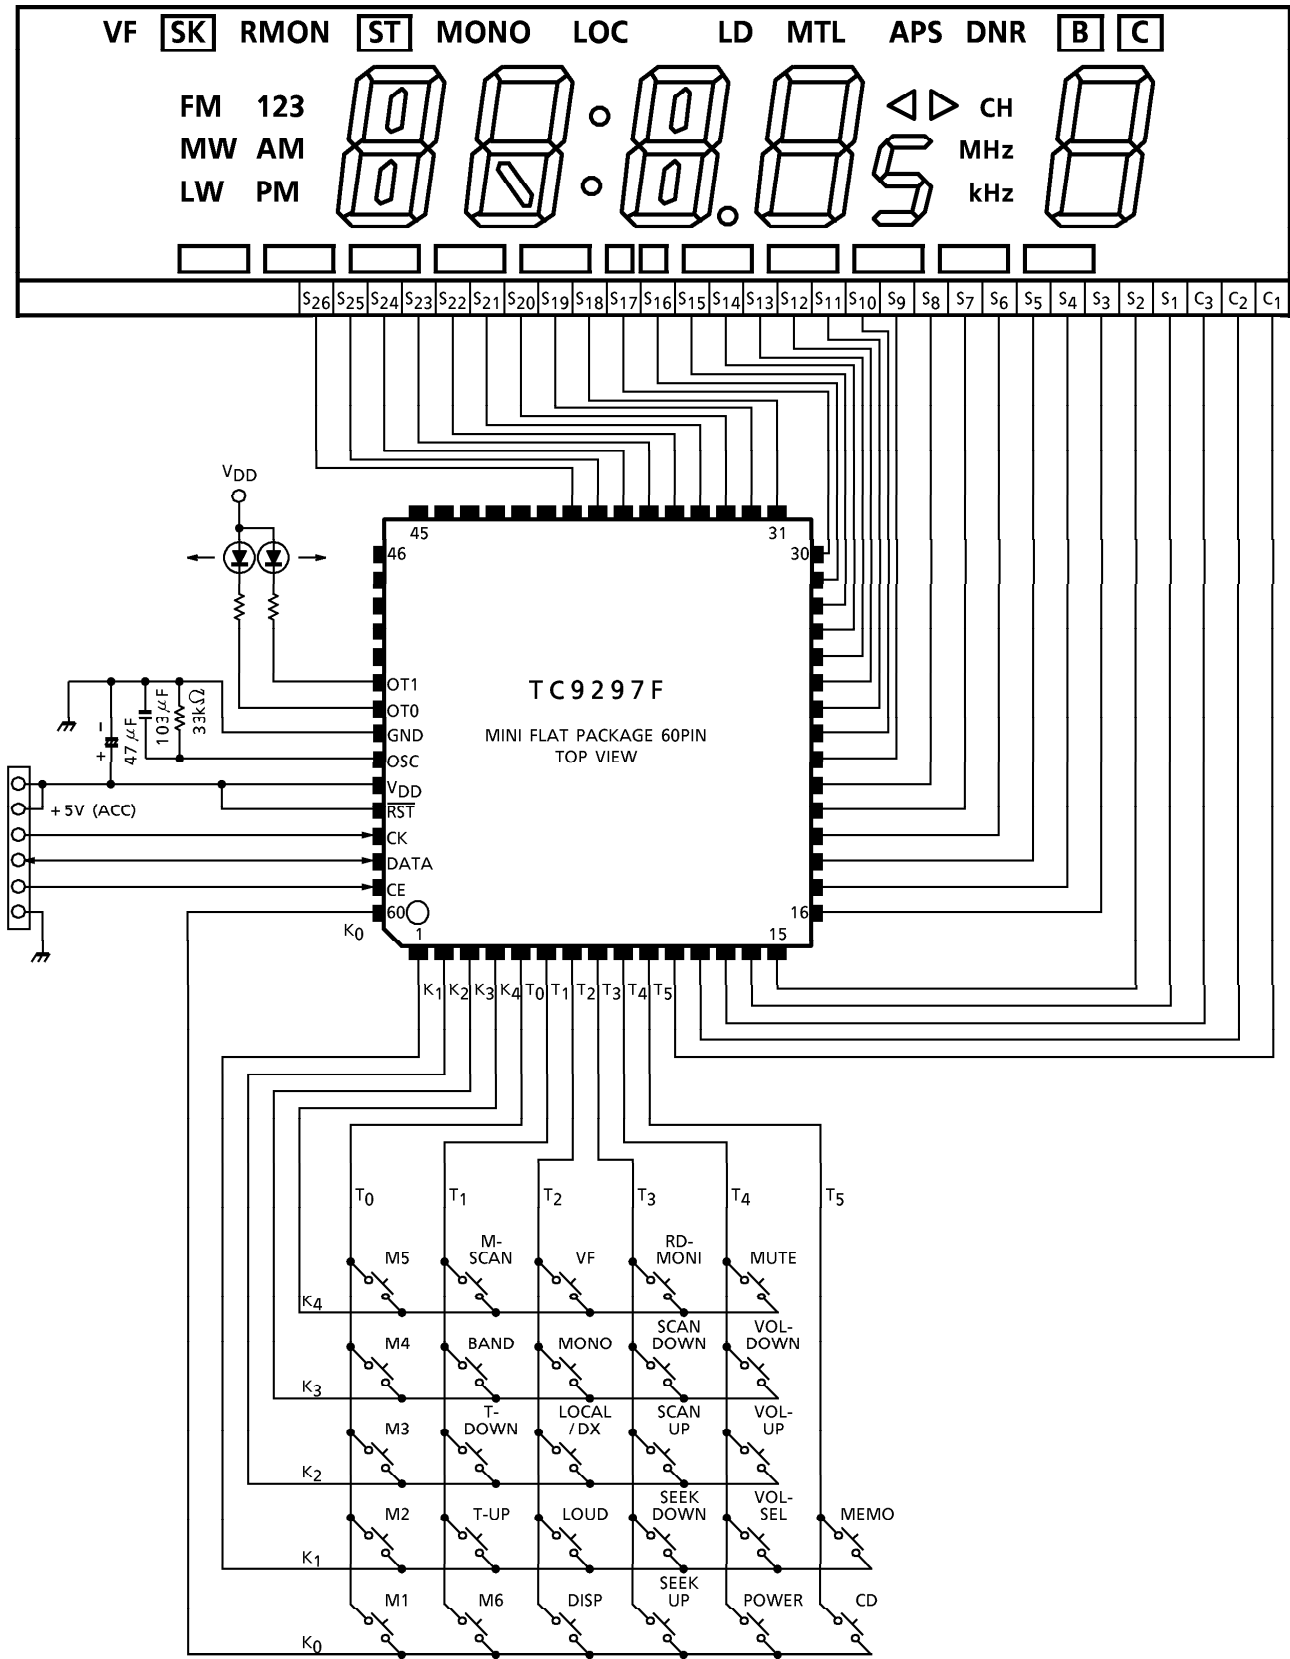 VF SK RMON ST MONO LOC LD MTL APS DNR B C
FM 123 CH
MW AM MHz
LW PM kHz
S26 S25 S24 S23 S22 S21 S20 S19 S18 S17 S16 S15 S14 S13 S12 S11 S10 S9 S8 S7 S6 S5 S4 S3 S2 S1 C3 C2 C1
VDD
45 31
46 30
OT1
OT0
GND
OSC
VDD
RST
CK
DATA
CE
60
1 15
16
TC9297F
MINI FLAT PACKAGE 60PIN
TOP VIEW
- + 47μF
103μF
33kΩ
+5V (ACC)
K0
K1 K2 K3 K4 T0 T1 T2 T3 T4 T5
T0 T1 T2 T3 T4 T5
M5 M-SCAN VF RD-MONI MUTE
K4
M4 BAND MONO SCAN DOWN VOL-DOWN
K3
M3 T-DOWN LOCAL/DX SCAN UP VOL-UP
K2
M2 T-UP LOUD SEEK DOWN VOL-SEL MEMO
K1
M1 M6 DISP SEEK UP POWER CD
K0